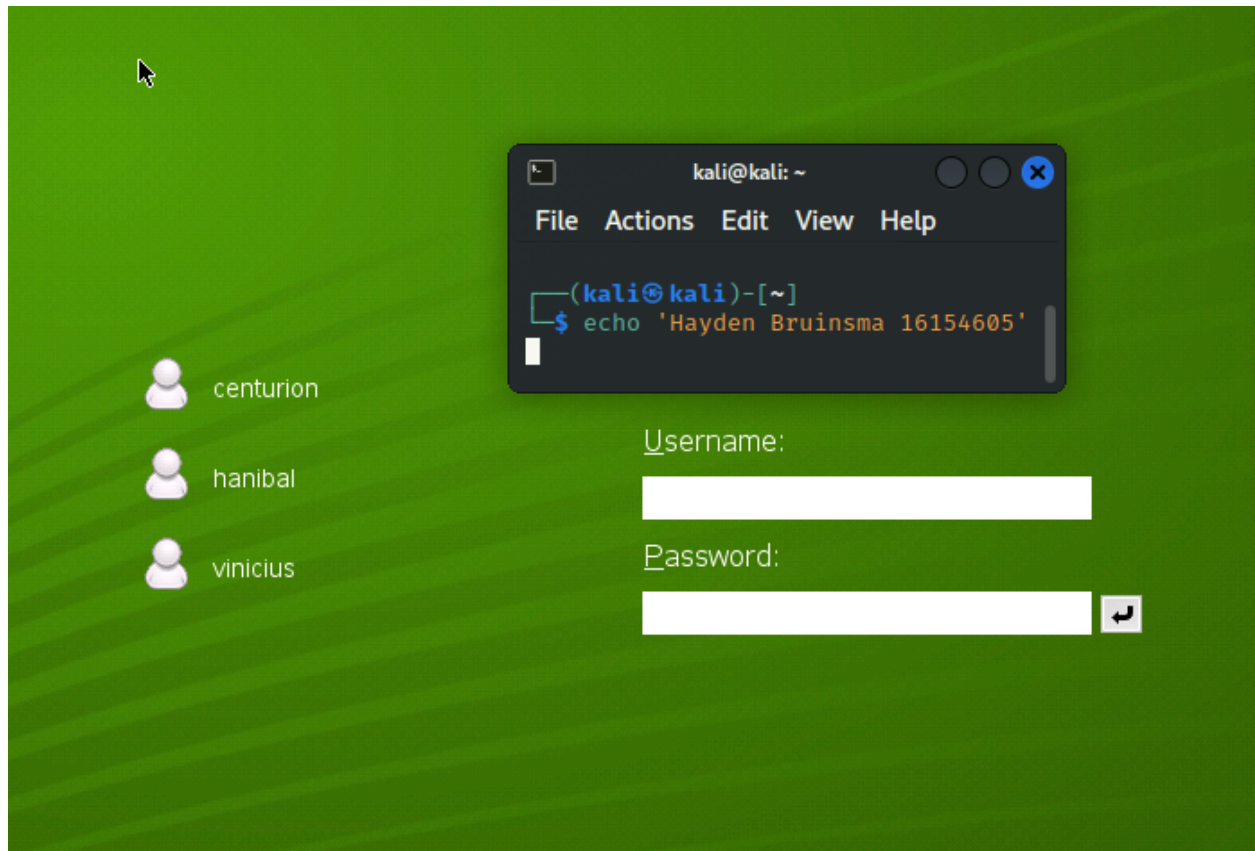 kali@kali: ~
File Actions Edit View Help
┌──(kali㉿kali)-[~]
└─$ echo 'Hayden Bruinsma 16154605'
centurion
hanibal
vinicius
Username:
Password: